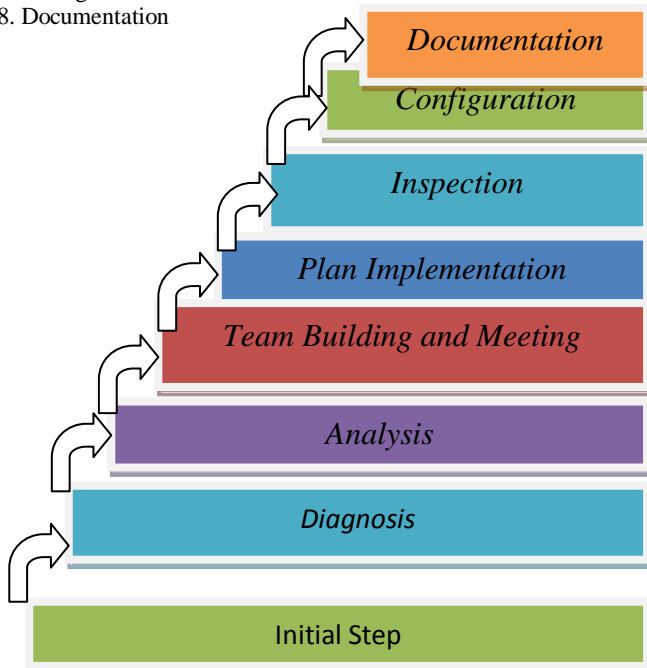 8. Documentation
Documentation
Configuration
Inspection
Plan Implementation
Team Building and Meeting
Analysis
Diagnosis
Initial Step